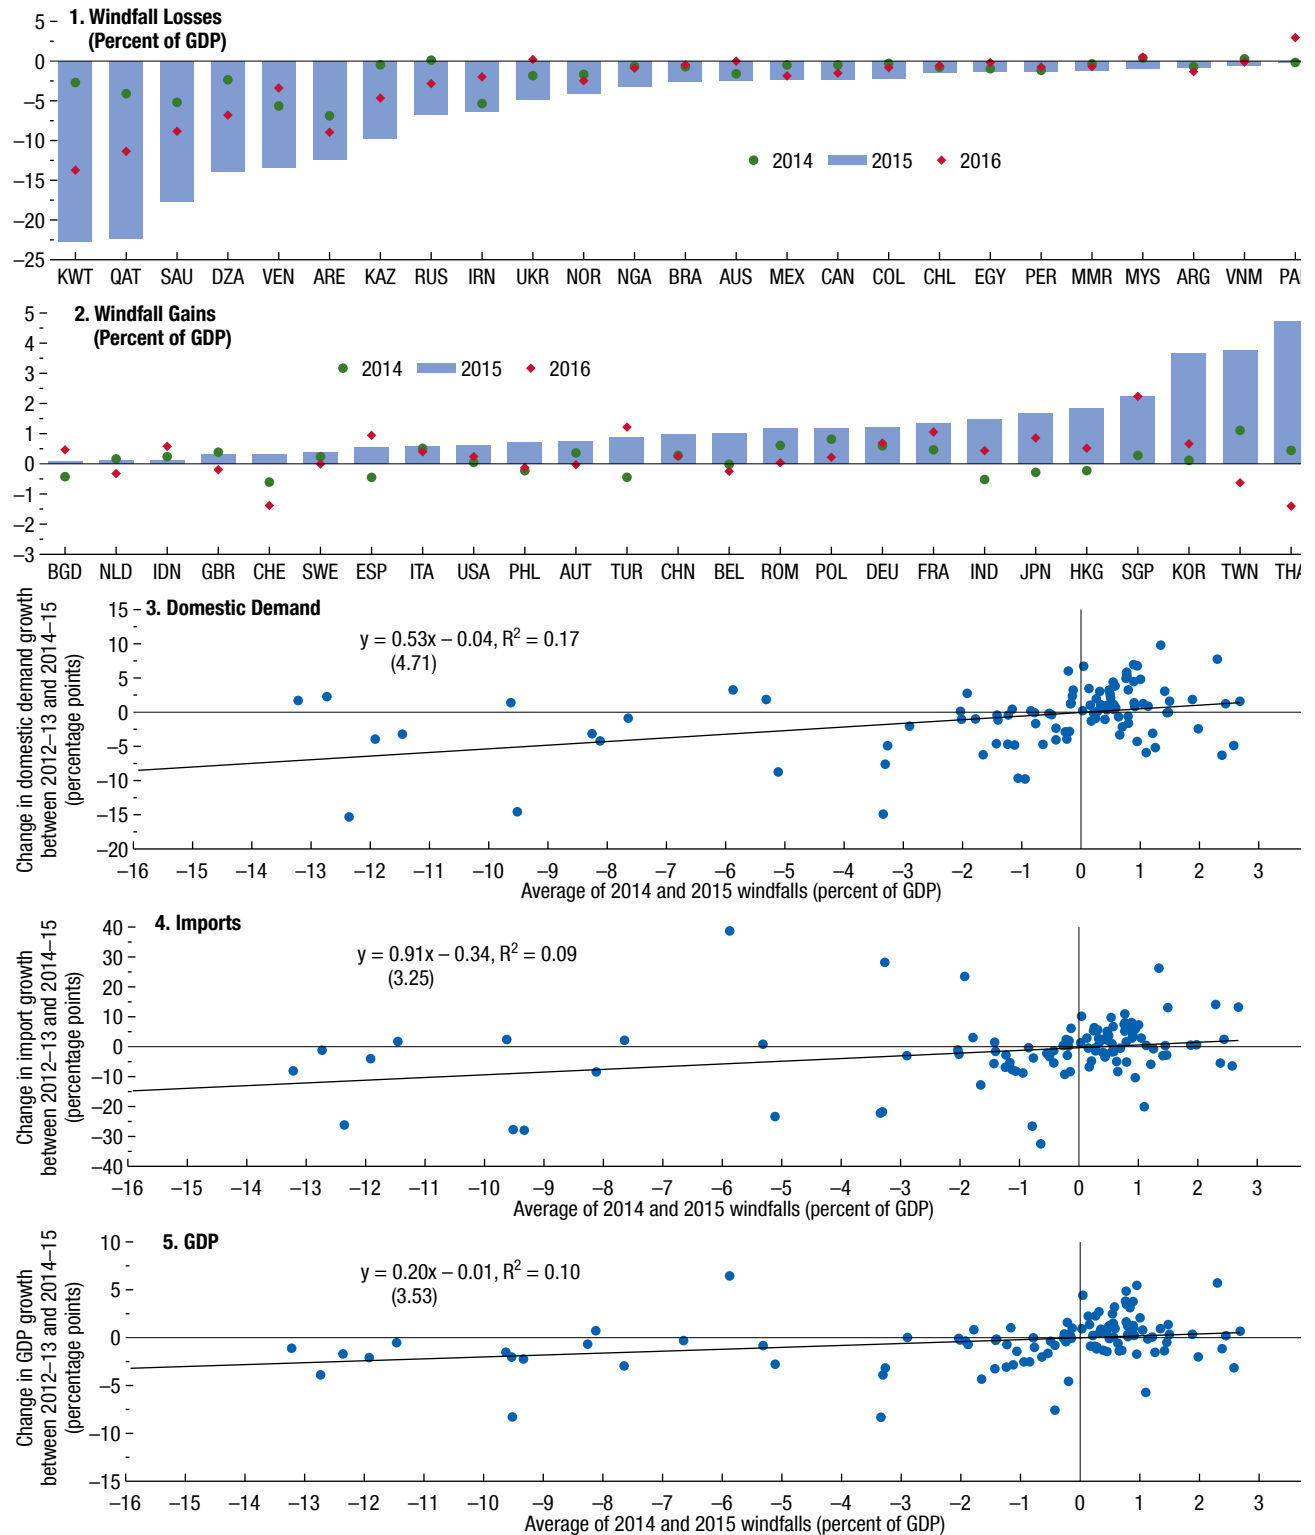 1. Windfall Losses
(Percent of GDP)
5
0
–5
–10
–15
–20
–25
2014 2015 2016
KWT QAT SAU DZA VEN ARE KAZ RUS IRN UKR NOR NGA BRA AUS MEX CAN COL CHL EGY PER MMR MYS ARG VNM
2. Windfall Gains
(Percent of GDP)
5
4
3
2
1
0
–1
–2
–3
2014 2015 2016
BGD NLD IDN GBR CHE SWE ESP ITA USA PHL AUT TUR CHN BEL ROM POL DEU FRA IND JPN HKG SGP KOR TWN THA
3. Domestic Demand
y = 0.53x – 0.04, R2 = 0.17
(4.71)
Change in domestic demand growth
between 2012–13 and 2014–15
(percentage points)
15
10
5
0
–5
–10
–15
–20
–16 –15 –14 –13 –12 –11 –10 –9 –8 –7 –6 –5 –4 –3 –2 –1 0 1 2 3
Average of 2014 and 2015 windfalls (percent of GDP)
4. Imports
y = 0.91x – 0.34, R2 = 0.09
(3.25)
Change in import growth
between 2012–13 and 2014–15
(percentage points)
40
30
20
10
0
–10
–20
–30
–40
–16 –15 –14 –13 –12 –11 –10 –9 –8 –7 –6 –5 –4 –3 –2 –1 0 1 2 3
Average of 2014 and 2015 windfalls (percent of GDP)
5. GDP
y = 0.20x – 0.01, R2 = 0.10
(3.53)
Change in GDP growth
between 2012–13 and 2014–15
(percentage points)
10
5
0
–5
–10
–15
–16 –15 –14 –13 –12 –11 –10 –9 –8 –7 –6 –5 –4 –3 –2 –1 0 1 2 3
Average of 2014 and 2015 windfalls (percent of GDP)